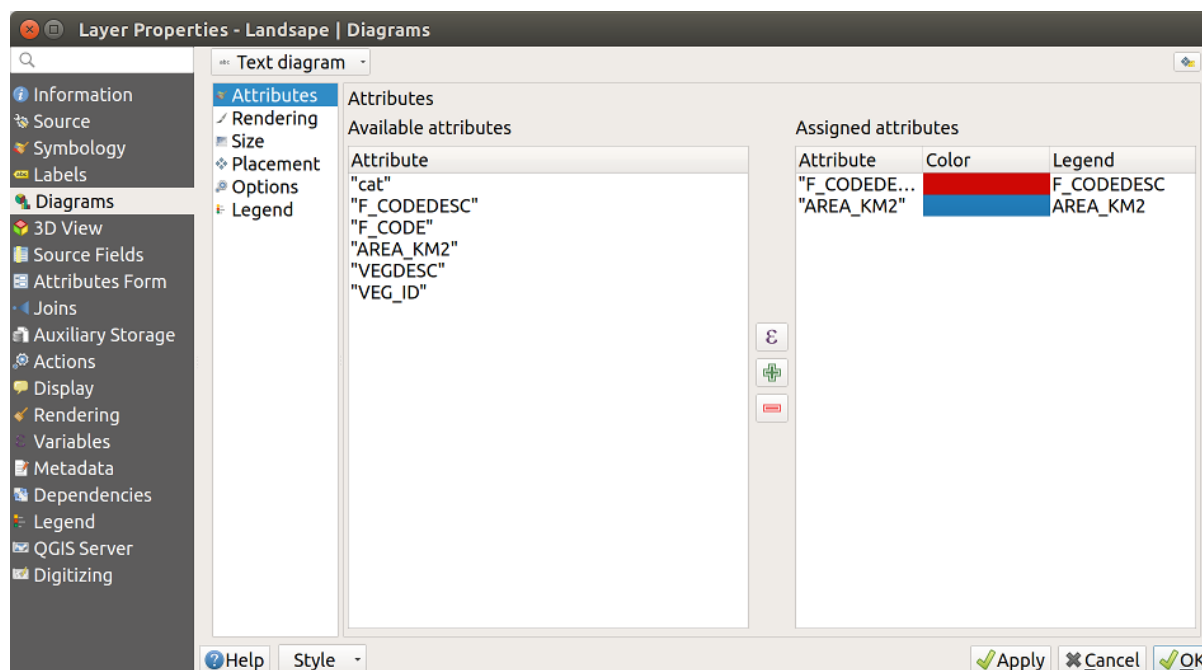 Layer Properties - Landsape | Diagrams
Text diagram
Information
Source
Symbology
Labels
Diagrams
3D View
Source Fields
Attributes Form
Joins
Auxiliary Storage
Actions
Display
Rendering
Variables
Metadata
Dependencies
Legend
QGIS Server
Digitizing
Attributes
Rendering
Size
Placement
Options
Legend
Attributes
Available attributes
Attribute
"cat"
"F_CODEDESC"
"F_CODE"
"AREA_KM2"
"VEGDESC"
"VEG_ID"
ε
Assigned attributes
Attribute Color Legend
"F_CODEDE... F_CODEDESC
"AREA_KM2" AREA_KM2
Help Style Apply Cancel OK